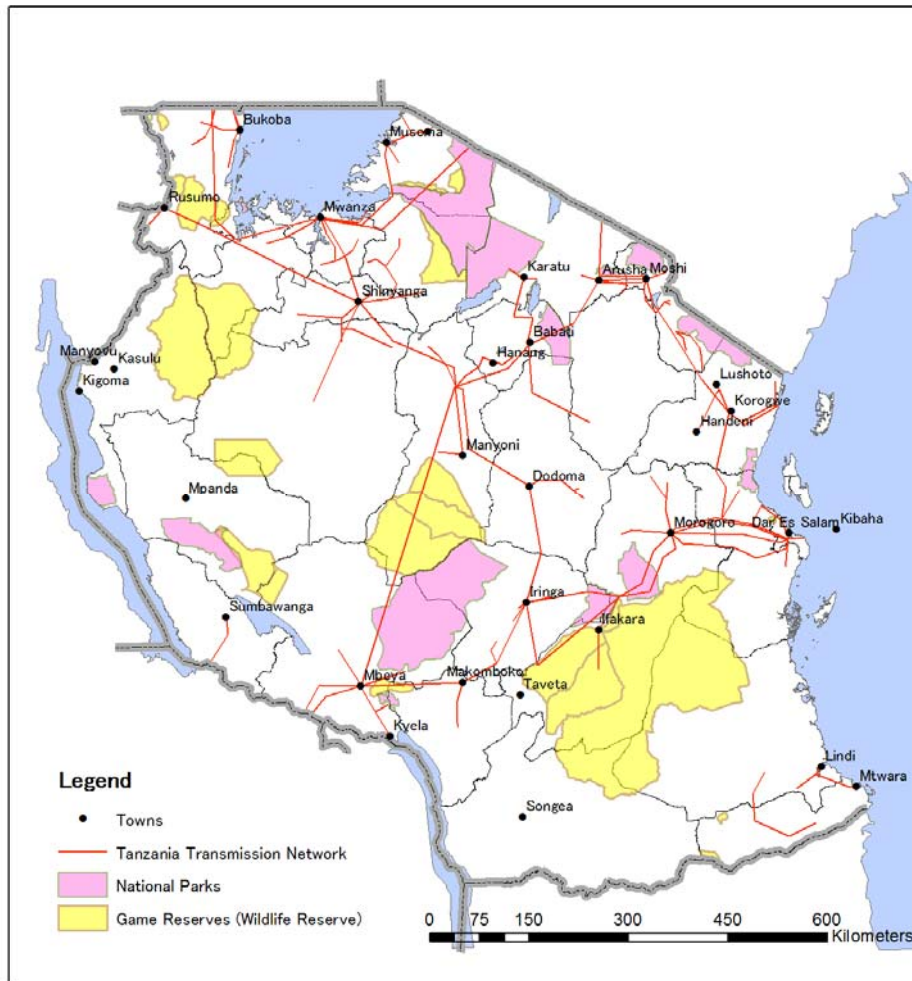 Bukoba
Musoma
Rusumo
Mwanza
Karatu
Arusha
Moshi
Shinyanga
Babati
Hanang
Manyovu
Kasulu
Kigoma
Lushoto
Korogwe
Handeni
Manyoni
Mpanda
Dodoma
Morogoro
Dar Es Salam
Kibaha
Iringa
Ifakara
Sumbawanga
Mbeya
Makomboko
Taveta
Kyela
Lindi
Mtwara
Songea
Legend
Towns
Tanzania Transmission Network
National Parks
Game Reserves (Wildlife Reserve)
0 75 150 300 450 600
Kilometers